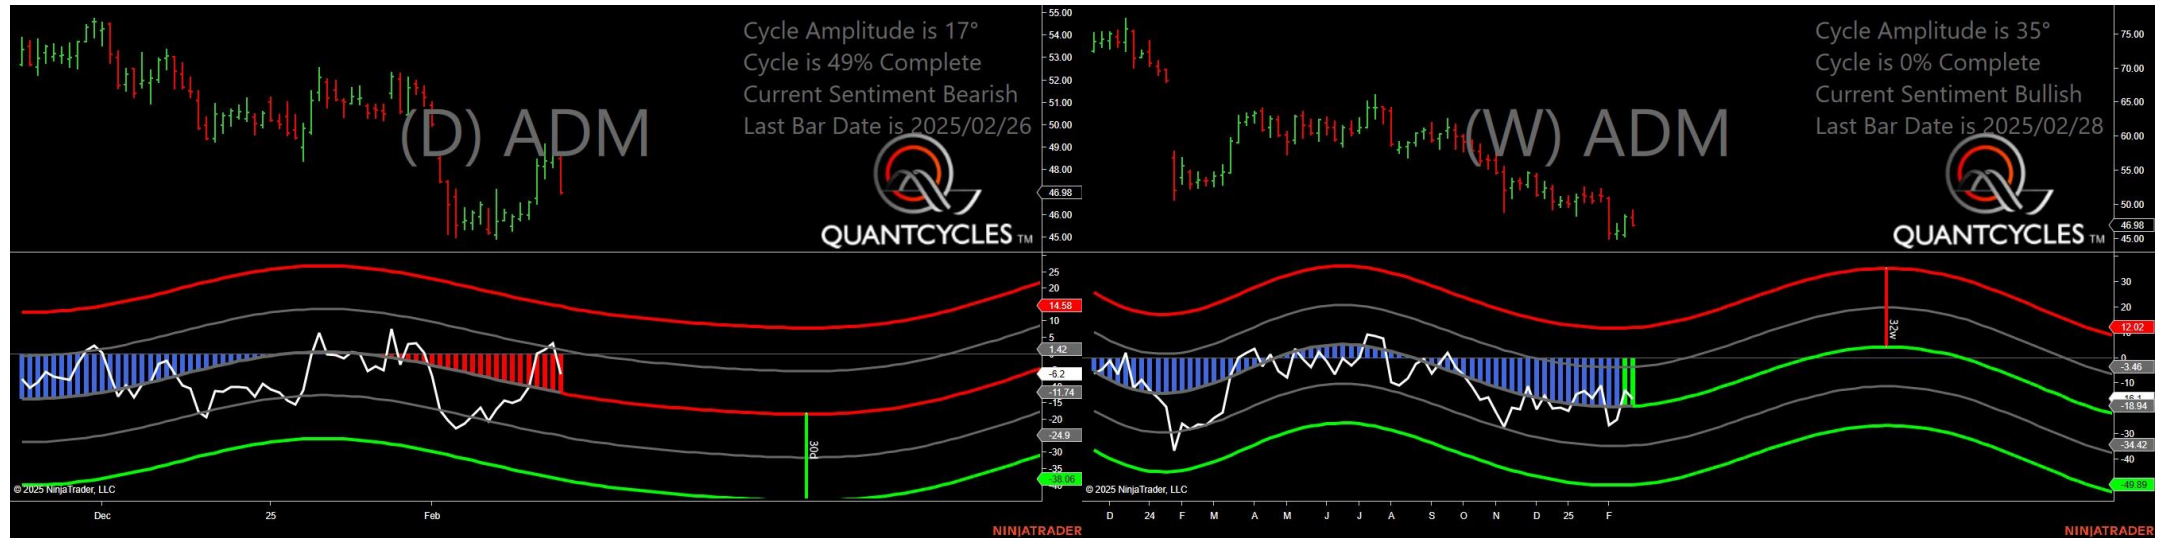 Cycle Amplitude is 17°
Cycle is 49% Complete
Current Sentiment Bearish
Last Bar Date is 2025/02/26
(D) ADM
QUANTCYCLES TM
55.00
54.00
53.00
52.00
51.00
50.00
49.00
48.00
46.98
46.00
45.00
25
20
14.58
10
5
1.42
-6.2
-11.74
-15
-20
-24.9
-30
-35
-38.06
30d
© 2025 NinjaTrader, LLC
Dec
25
Feb
NINJATRADER
Cycle Amplitude is 35°
Cycle is 0% Complete
Current Sentiment Bullish
Last Bar Date is 2025/02/28
(W) ADM
QUANTCYCLES TM
75.00
70.00
65.00
60.00
55.00
50.00
46.98
45.00
30
20
12.02
0
-3.46
-10
-18.94
-30
-34.42
-40
-49.89
32w
© 2025 NinjaTrader, LLC
D
24
F
M
A
M
J
J
A
S
O
N
D
25
F
NINJATRADER